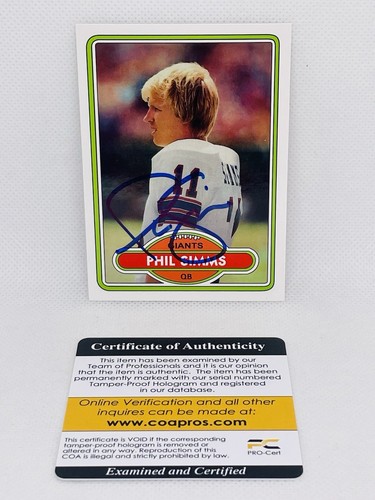 11
11
GIANTS
PHIL SIMMS
QB
Certificate of Authenticity
This item has been examined by our
Team of Professionals and it is our opinion
that the item is authentic. The item has been
permanently marked with our serial numbered
Tamper-Proof Hologram and registered
in our database.
Online Verification and all other
inquires can be made at:
www.coapros.com
This certificate is VOID if the corresponding
tamper-proof hologram is removed or
altered in any way. Reproduction of this
COA is illegal and strictly prohibited by law.
PRO-Cert
Examined and Certified